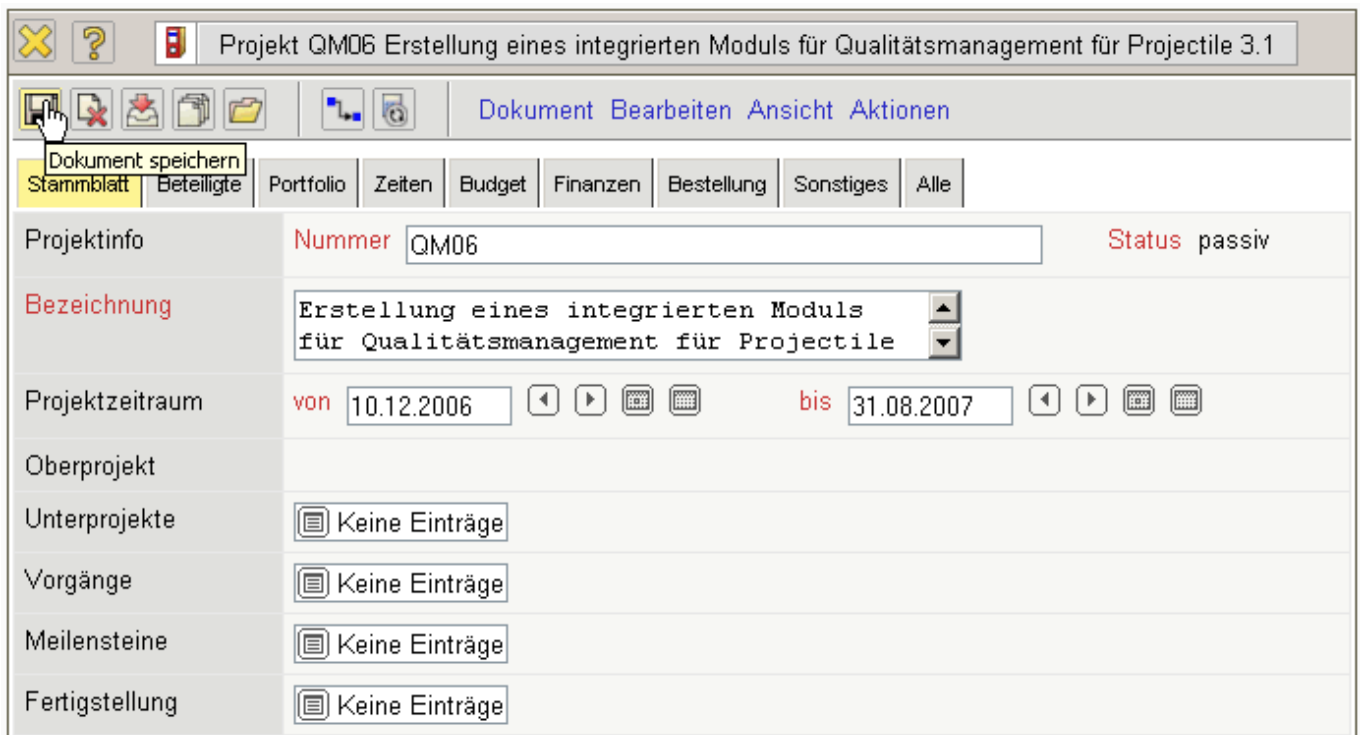 Projekt QM06 Erstellung eines integrierten Moduls für Qualitätsmanagement für Projectile 3.1
Dokument Bearbeiten Ansicht Aktionen
Dokument speichern
Stammblatt Beteiligte Portfolio Zeiten Budget Finanzen Bestellung Sonstiges Alle
Projektinfo Nummer QM06 Status passiv
Bezeichnung Erstellung eines integrierten Moduls
für Qualitätsmanagement für Projectile
Projektzeitraum von 10.12.2006 bis 31.08.2007
Oberprojekt
Unterprojekte Keine Einträge
Vorgänge Keine Einträge
Meilensteine Keine Einträge
Fertigstellung Keine Einträge